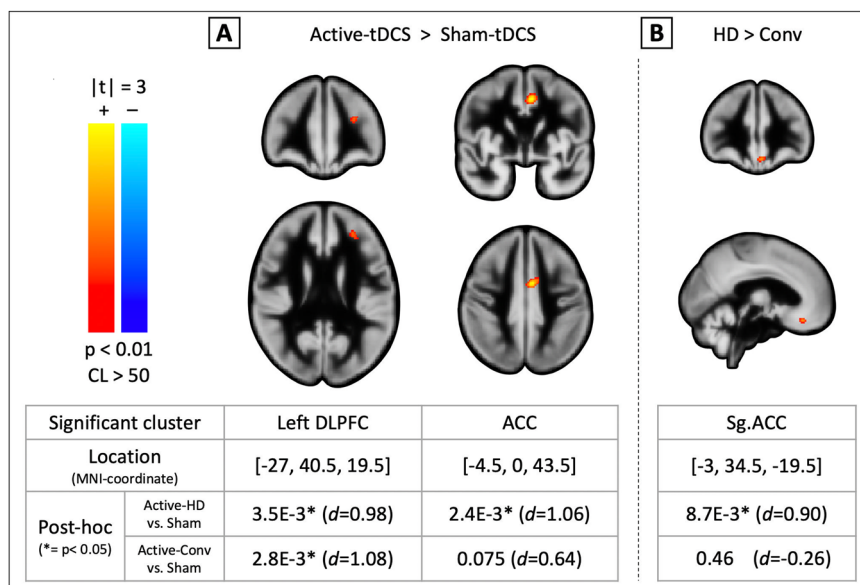 A Active-tDCS > Sham-tDCS
B HD > Conv
|t| = 3
+ −
p < 0.01
CL > 50
Significant cluster Left DLPFC ACC Sg.ACC
Location [-27, 40.5, 19.5] [-4.5, 0, 43.5] [-3, 34.5, -19.5]
(MNI-coordinate)
Post-hoc
(*= p< 0.05)
Active-HD
vs. Sham
3.5E-3* (d=0.98) 2.4E-3* (d=1.06) 8.7E-3* (d=0.90)
Active-Conv
vs. Sham
2.8E-3* (d=1.08) 0.075 (d=0.64) 0.46 (d=-0.26)